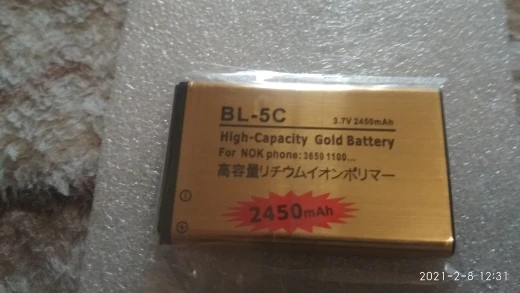 BL-5C
3.7V 2450mAh
High-Capacity Gold Battery
For NOK phone: 3650 1100...
高容量リチウムイオンポリマー
2450mAh
2021-2-8 12:31